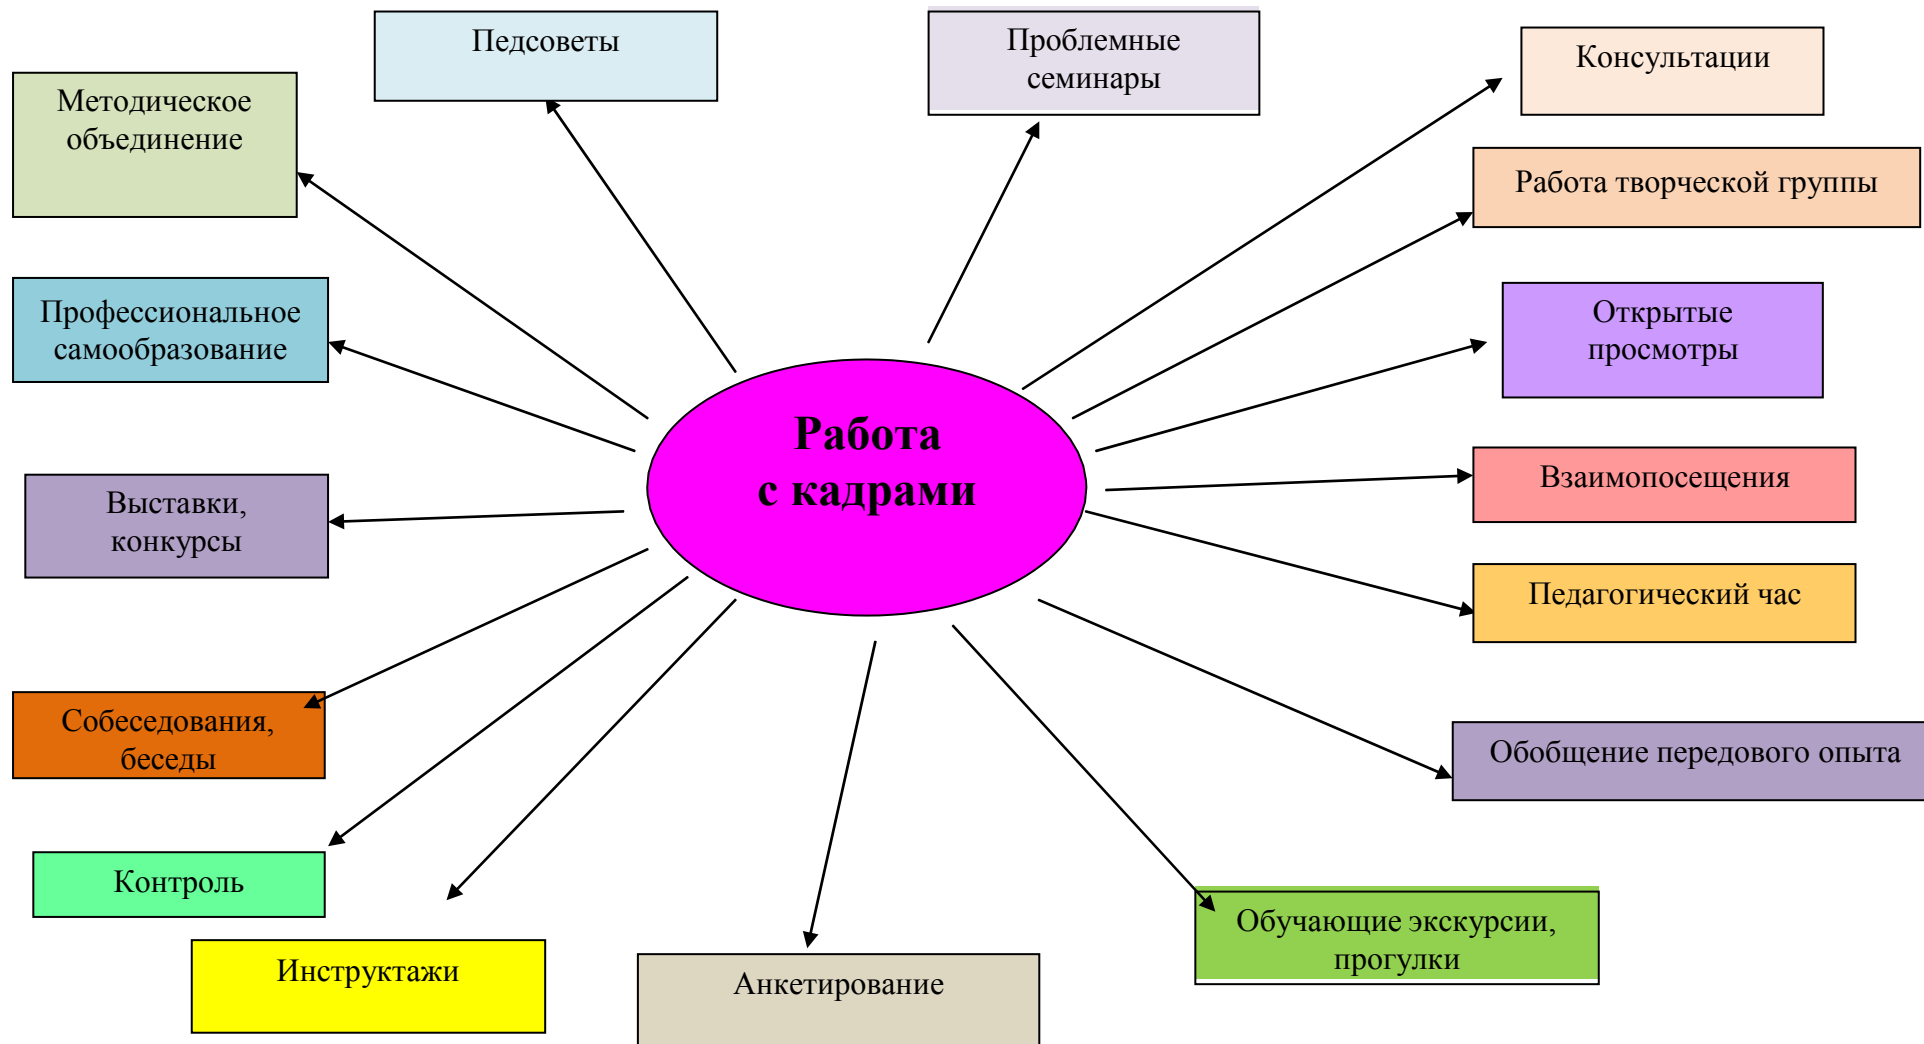 Педсоветы
Проблемные
семинары
Консультации
Методическое
объединение
Работа творческой группы
Профессиональное
самообразование
Открытые
просмотры
Работа
с кадрами
Взаимопосещения
Выставки,
конкурсы
Педагогический час
Собеседования,
беседы
Обобщение передового опыта
Контроль
Обучающие экскурсии,
прогулки
Инструктажи
Анкетирование